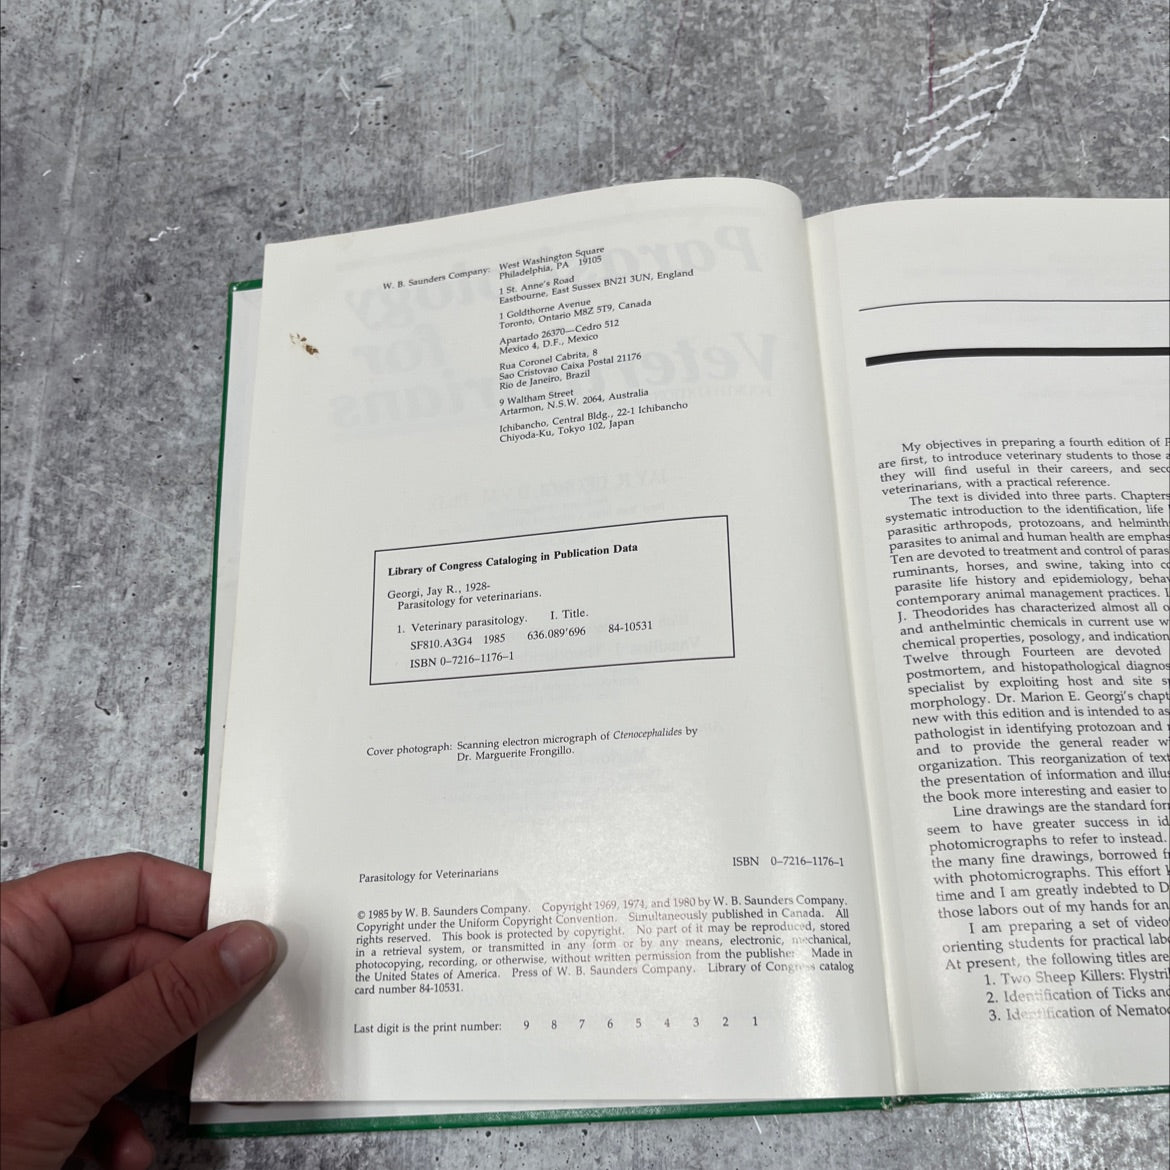 W. B. Saunders Company: West Washington Square
Philadelphia, PA 19105
1 St. Anne's Road
Eastbourne, East Sussex BN21 3UN, England
1 Goldthorne Avenue
Toronto, Ontario M8Z 5T9, Canada
Apartado 26370—Cedro 512
Mexico 4, D.F., Mexico
Rua Coronel Cabrita, 8
Sao Cristovao Caixa Postal 21176
Rio de Janeiro, Brazil
9 Waltham Street
Artarmon, N.S.W. 2064, Australia
Ichibancho, Central Bldg., 22-1 Ichibancho
Chiyoda-Ku, Tokyo 102, Japan
Library of Congress Cataloging in Publication Data
Georgi, Jay R., 1928-
Parasitology for veterinarians.
1. Veterinary parasitology. I. Title.
SF810.A3G4 1985 636.089'696 84-10531
ISBN 0-7216-1176-1
Cover photograph: Scanning electron micrograph of Ctenocephalides by
Dr. Marguerite Frongillo.
Parasitology for Veterinarians ISBN 0-7216-1176-1
© 1985 by W. B. Saunders Company. Copyright 1969, 1974, and 1980 by W. B. Saunders Company.
Copyright under the Uniform Copyright Convention. Simultaneously published in Canada. All
rights reserved. This book is protected by copyright. No part of it may be reproduced, stored
in a retrieval system, or transmitted in any form or by any means, electronic, mechanical,
photocopying, recording, or otherwise, without written permission from the publisher. Made in
the United States of America. Press of W. B. Saunders Company. Library of Congress catalog
card number 84-10531.
Last digit is the print number: 9 8 7 6 5 4 3 2 1
My objectives in preparing a fourth edition of
are first, to introduce veterinary students to those
they will find useful in their careers, and
veterinarians, with a practical reference.
The text is divided into three parts. Chapters
systematic introduction to the identification, life
parasitic arthropods, protozoans, and
parasites to animal and human health are
Ten are devoted to treatment and control of
ruminants, horses, and swine, taking into
parasite life history and epidemiology,
contemporary animal management practices.
J. Theodorides has characterized almost all
and anthelmintic chemicals in current use
chemical properties, posology, and
Twelve through Fourteen are devoted
postmortem, and histopathological
specialist by exploiting host and site
morphology. Dr. Marion E. Georgi's
new with this edition and is intended to
pathologist in identifying protozoan and
and to provide the general reader
organization. This reorganization of
the presentation of information and
the book more interesting and easier to
Line drawings are the standard
seem to have greater success in
photomicrographs to refer to instead.
the many fine drawings, borrowed
with photomicrographs. This effort
time and I am greatly indebted to
those labors out of my hands for
I am preparing a set of
orienting students for practical
At present, the following titles are
1. Two Sheep Killers:
2. Identification of Ticks
3. Identification of